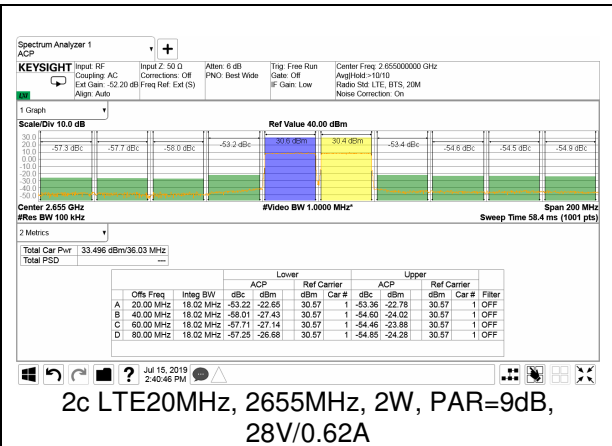 Spectrum Analyzer 1
ACP
+
KEYSIGHT
Input: RF
Coupling: AC
Ext Gain: -52.20 dB
Align: Auto
Input Z: 50 Ω
Corrections: Off
Freq Ref: Ext (S)
Atten: 6 dB
PNO: Best Wide
Trig: Free Run
Gate: Off
IF Gain: Low
Center Freq: 2.655000000 GHz
Avg|Hold:>10/10
Radio Std: LTE, BTS, 20M
Noise Correction: On
1 Graph
Scale/Div 10.0 dB
Ref Value 40.00 dBm
30.0
20.0
10.0
0.00
-10.0
-20.0
-30.0
-40.0
-50.0
-57.3 dBc
-57.7 dBc
-58.0 dBc
-53.2 dBc
30.6 dBm
30.4 dBm
-53.4 dBc
-54.6 dBc
-54.5 dBc
-54.9 dBc
Center 2.655 GHz
#Video BW 1.0000 MHz*
Span 200 MHz
#Res BW 100 kHz
Sweep Time 58.4 ms (1001 pts)
2 Metrics
Total Car Pwr 33.496 dBm/36.03 MHz
Total PSD ---
Lower Upper
ACP Ref Carrier ACP Ref Carrier
Offs Freq Integ BW dBc dBm dBm Car # dBc dBm dBm Car # Filter
A 20.00 MHz 18.02 MHz -53.22 -22.65 30.57 1 -53.36 -22.78 30.57 1 OFF
B 40.00 MHz 18.02 MHz -58.01 -27.43 30.57 1 -54.60 -24.02 30.57 1 OFF
C 60.00 MHz 18.02 MHz -57.71 -27.14 30.57 1 -54.46 -23.88 30.57 1 OFF
D 80.00 MHz 18.02 MHz -57.25 -26.68 30.57 1 -54.85 -24.28 30.57 1 OFF
?
Jul 15, 2019
2:40:46 PM
2c LTE20MHz, 2655MHz, 2W, PAR=9dB,
28V/0.62A